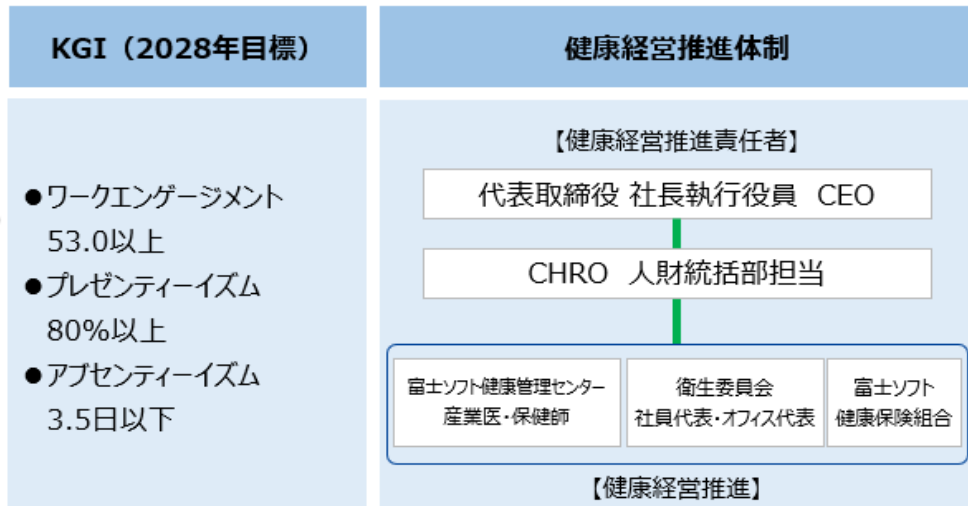 KGI（2028年目標）
●ワークエンゲージメント
53.0以上
●プレゼンティーイズム
80%以上
●アブセンティーイズム
3.5日以下
健康経営推進体制
【健康経営推進責任者】
代表取締役 社長執行役員 CEO
CHRO 人財統括部担当
富士ソフト健康管理センター
産業医・保健師
衛生委員会
社員代表・オフィス代表
富士ソフト
健康保険組合
【健康経営推進】